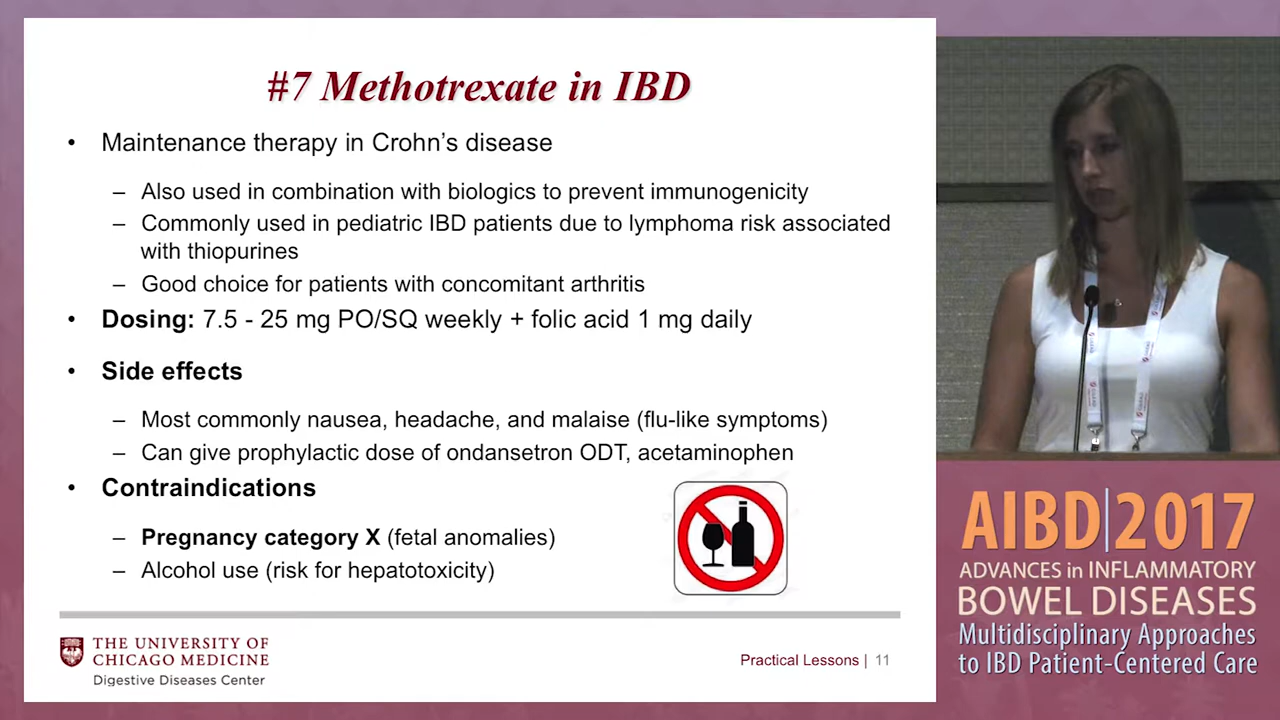 #7 Methotrexate in IBD
• Maintenance therapy in Crohn's disease
– Also used in combination with biologics to prevent immunogenicity
– Commonly used in pediatric IBD patients due to lymphoma risk associated
with thiopurines
– Good choice for patients with concomitant arthritis
• Dosing: 7.5 - 25 mg PO/SQ weekly + folic acid 1 mg daily
• Side effects
– Most commonly nausea, headache, and malaise (flu-like symptoms)
– Can give prophylactic dose of ondansetron ODT, acetaminophen
• Contraindications
– Pregnancy category X (fetal anomalies)
– Alcohol use (risk for hepatotoxicity)
THE UNIVERSITY OF
CHICAGO MEDICINE
Digestive Diseases Center
Practical Lessons | 11
AIBD|2017
ADVANCES in INFLAMMATORY
BOWEL DISEASES
Multidisciplinary Approaches
to IBD Patient-Centered Care